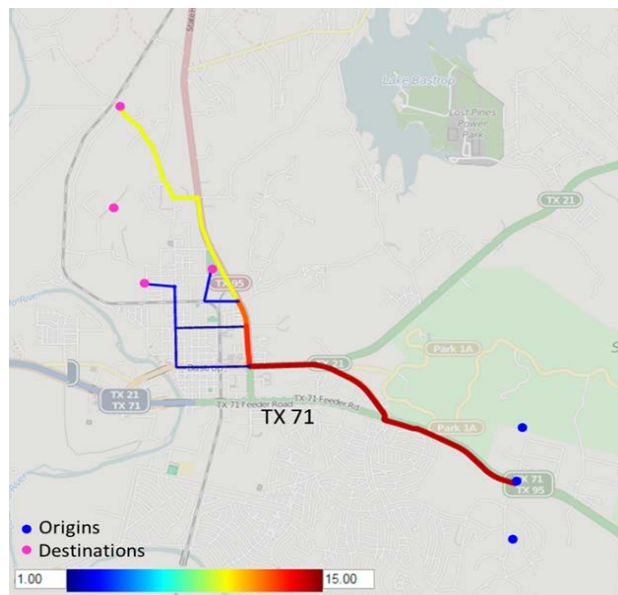 Lake Bastrop
Lost Pines
Power
Park
TX 21
TX 95
Park 1A
TX 21
TX 21
TX 71
TX 71 Feeder Road
TX-71 Feeder Rd
TX 71
Park 1A
TX 71
TX 95
Origins
Destinations
1.00
15.00